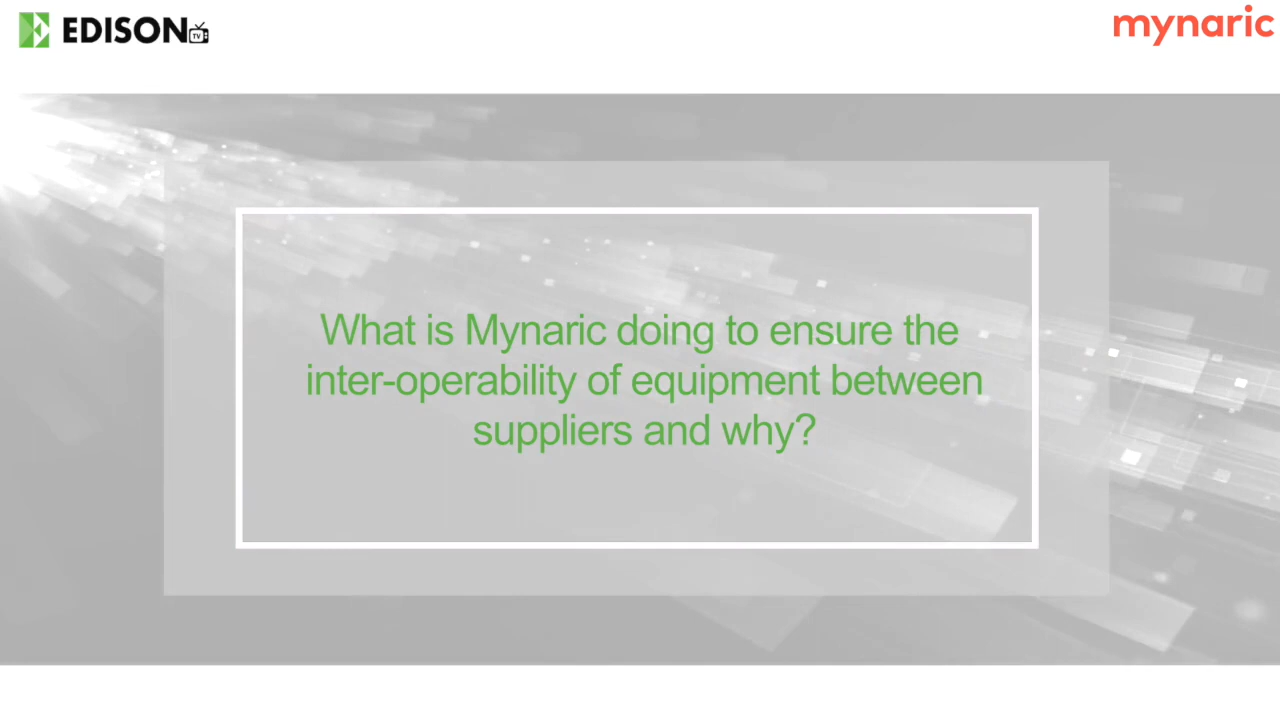 EDISON TV
mynaric
What is Mynaric doing to ensure the
inter-operability of equipment between
suppliers and why?